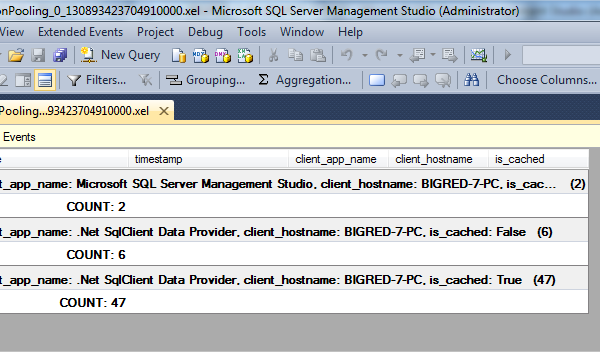 onPooling_0_130893423704910000.xel - Microsoft SQL Server Management Studio (Administrator)
View Extended Events Project Debug Tools Window Help
New Query
Filters... Grouping... Σ Aggregation... Choose Columns...
Pooling...93423704910000.xel ×
Events
e timestamp client_app_name client_hostname is_cached
t_app_name: Microsoft SQL Server Management Studio, client_hostname: BIGRED-7-PC, is_cac... (2)
COUNT: 2
t_app_name: .Net SqlClient Data Provider, client_hostname: BIGRED-7-PC, is_cached: False (6)
COUNT: 6
t_app_name: .Net SqlClient Data Provider, client_hostname: BIGRED-7-PC, is_cached: True (47)
COUNT: 47